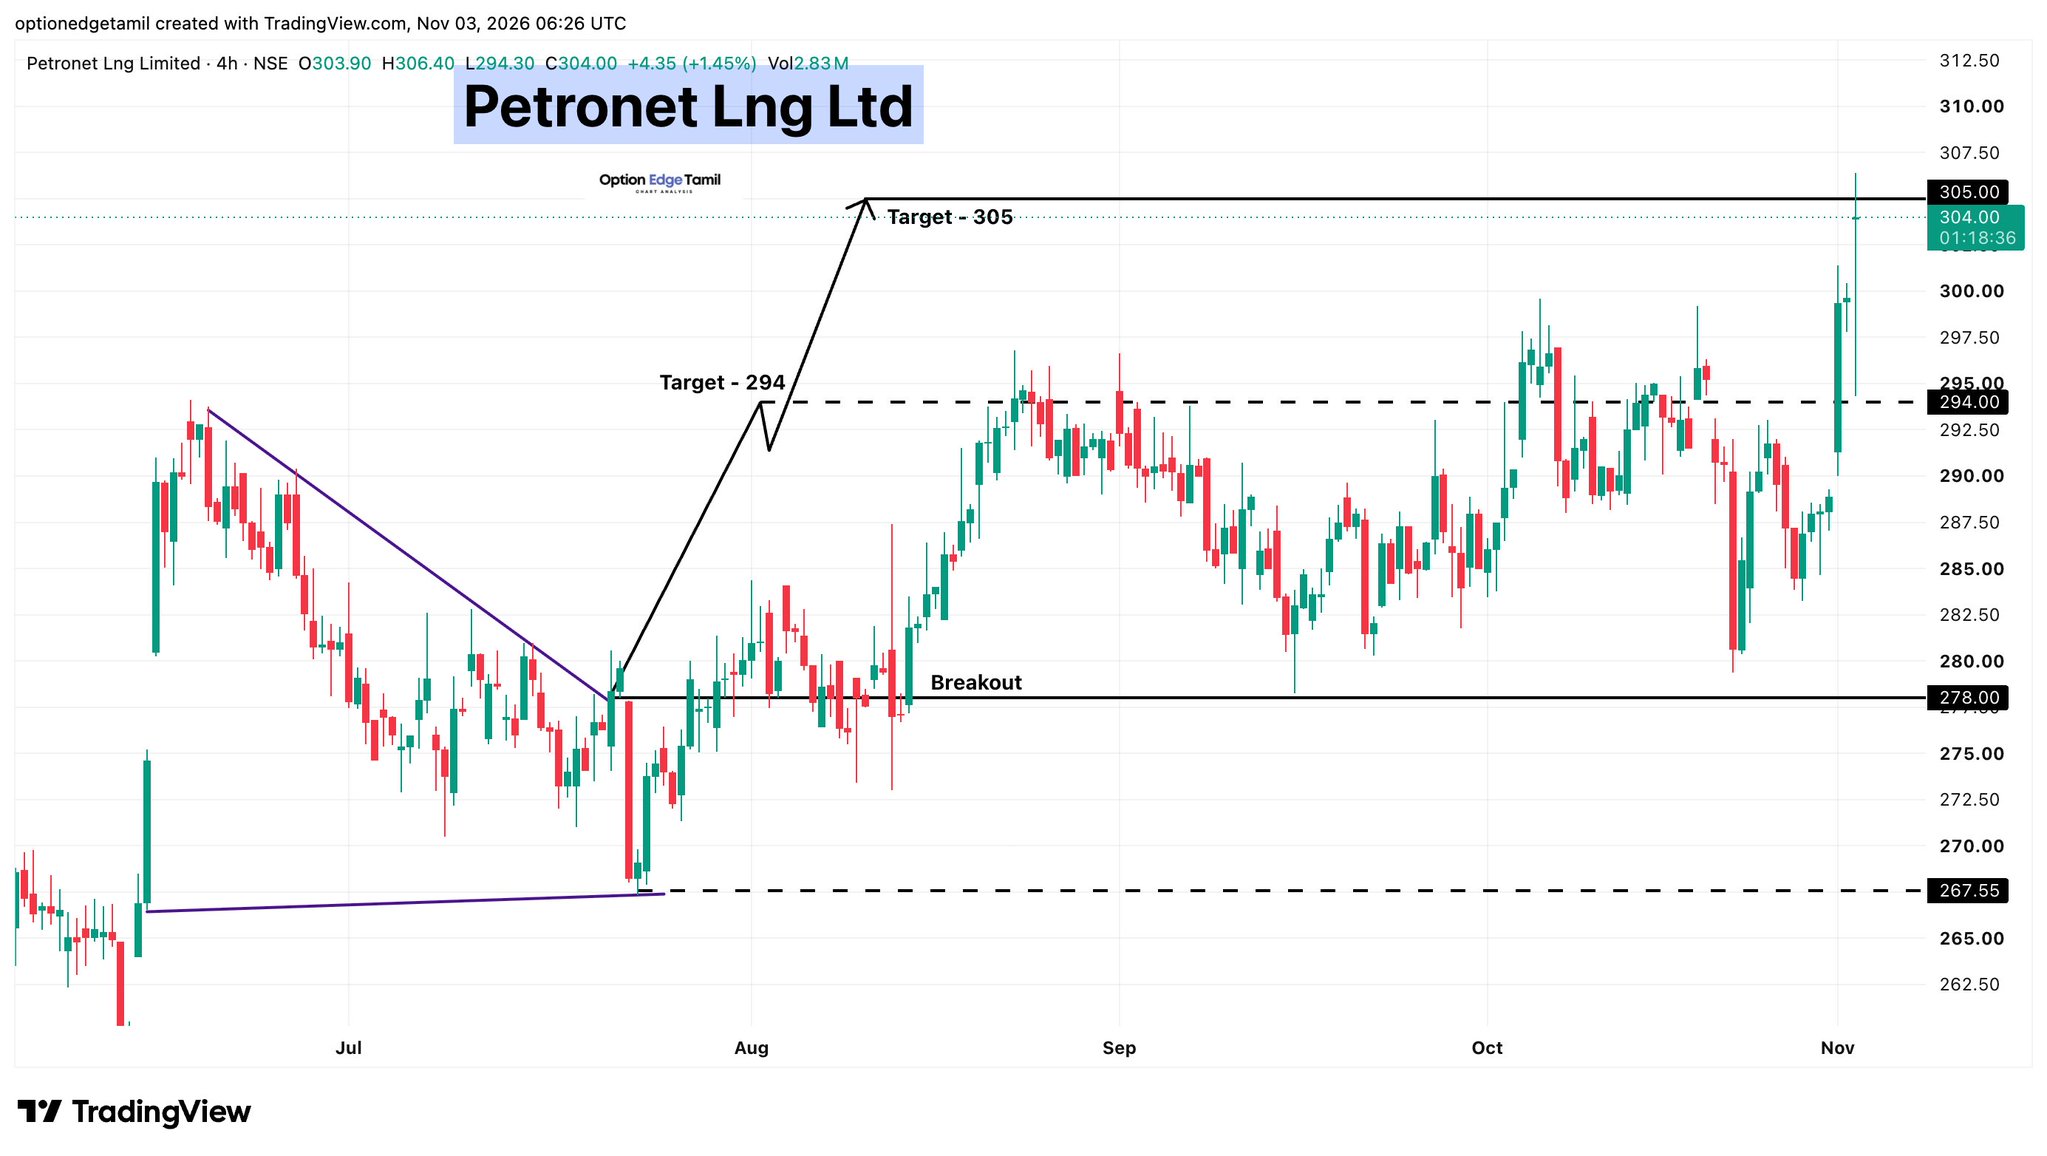 optionedgetamil created with TradingView.com, Nov 03, 2026 06:26 UTC
Petronet Lng Limited · 4h · NSE O303.90 H306.40 L294.30 C304.00 +4.35 (+1.45%) Vol2.83 M
Petronet Lng Ltd
Option Edge Tamil
CHART ANALYSIS
Target - 305
Target - 294
Breakout
312.50
310.00
307.50
305.00
304.00
01:18:36
300.00
297.50
295.00
294.00
292.50
290.00
287.50
285.00
282.50
280.00
278.00
275.00
272.50
270.00
267.55
265.00
262.50
Jul Aug Sep Oct Nov
TradingView